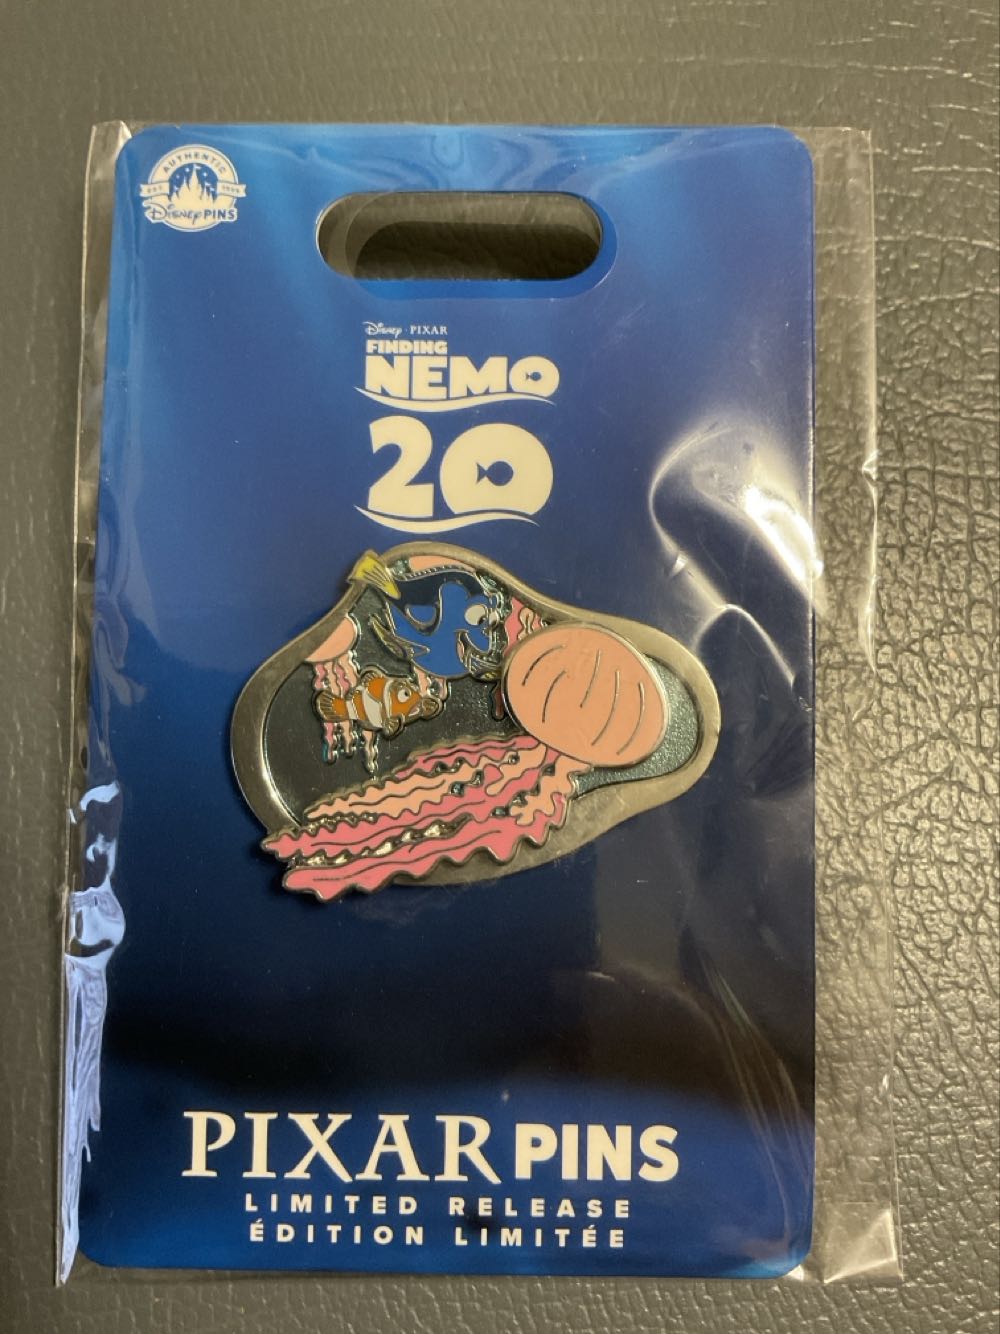 AUTHENTIC
EST. 1999
Disney PINS
Disney · PIXAR
FINDING
NEMO
20
PIXAR PINS
LIMITED RELEASE
ÉDITION LIMITÉE